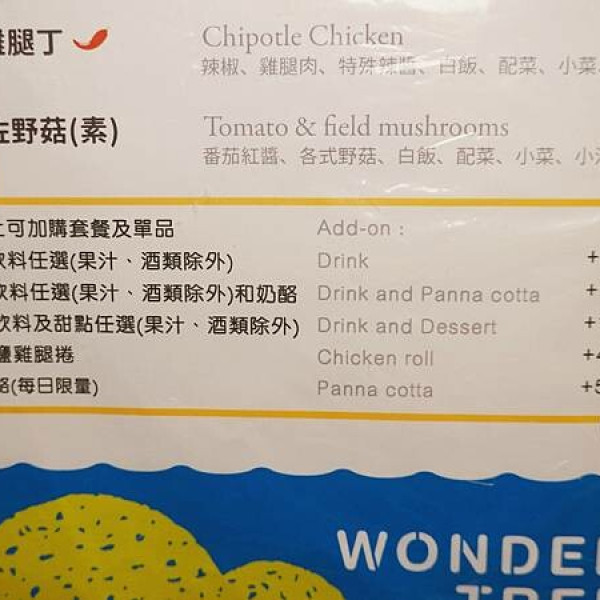 腿丁 Chipotle Chicken
辣椒、雞腿肉、特殊辣醬、白飯、配菜、小菜、
野菇(素) Tomato & field mushrooms
番茄紅醬、各式野菇、白飯、配菜、小菜、小
可加購套餐及單品 Add-on :
飲料任選(果汁、酒類除外) Drink +
飲料任選(果汁、酒類除外)和奶酪 Drink and Panna cotta +
飲料及甜點任選(果汁、酒類除外) Drink and Dessert +
鹽雞腿捲 Chicken roll +4
酪(每日限量) Panna cotta +5
WONDE
TREE